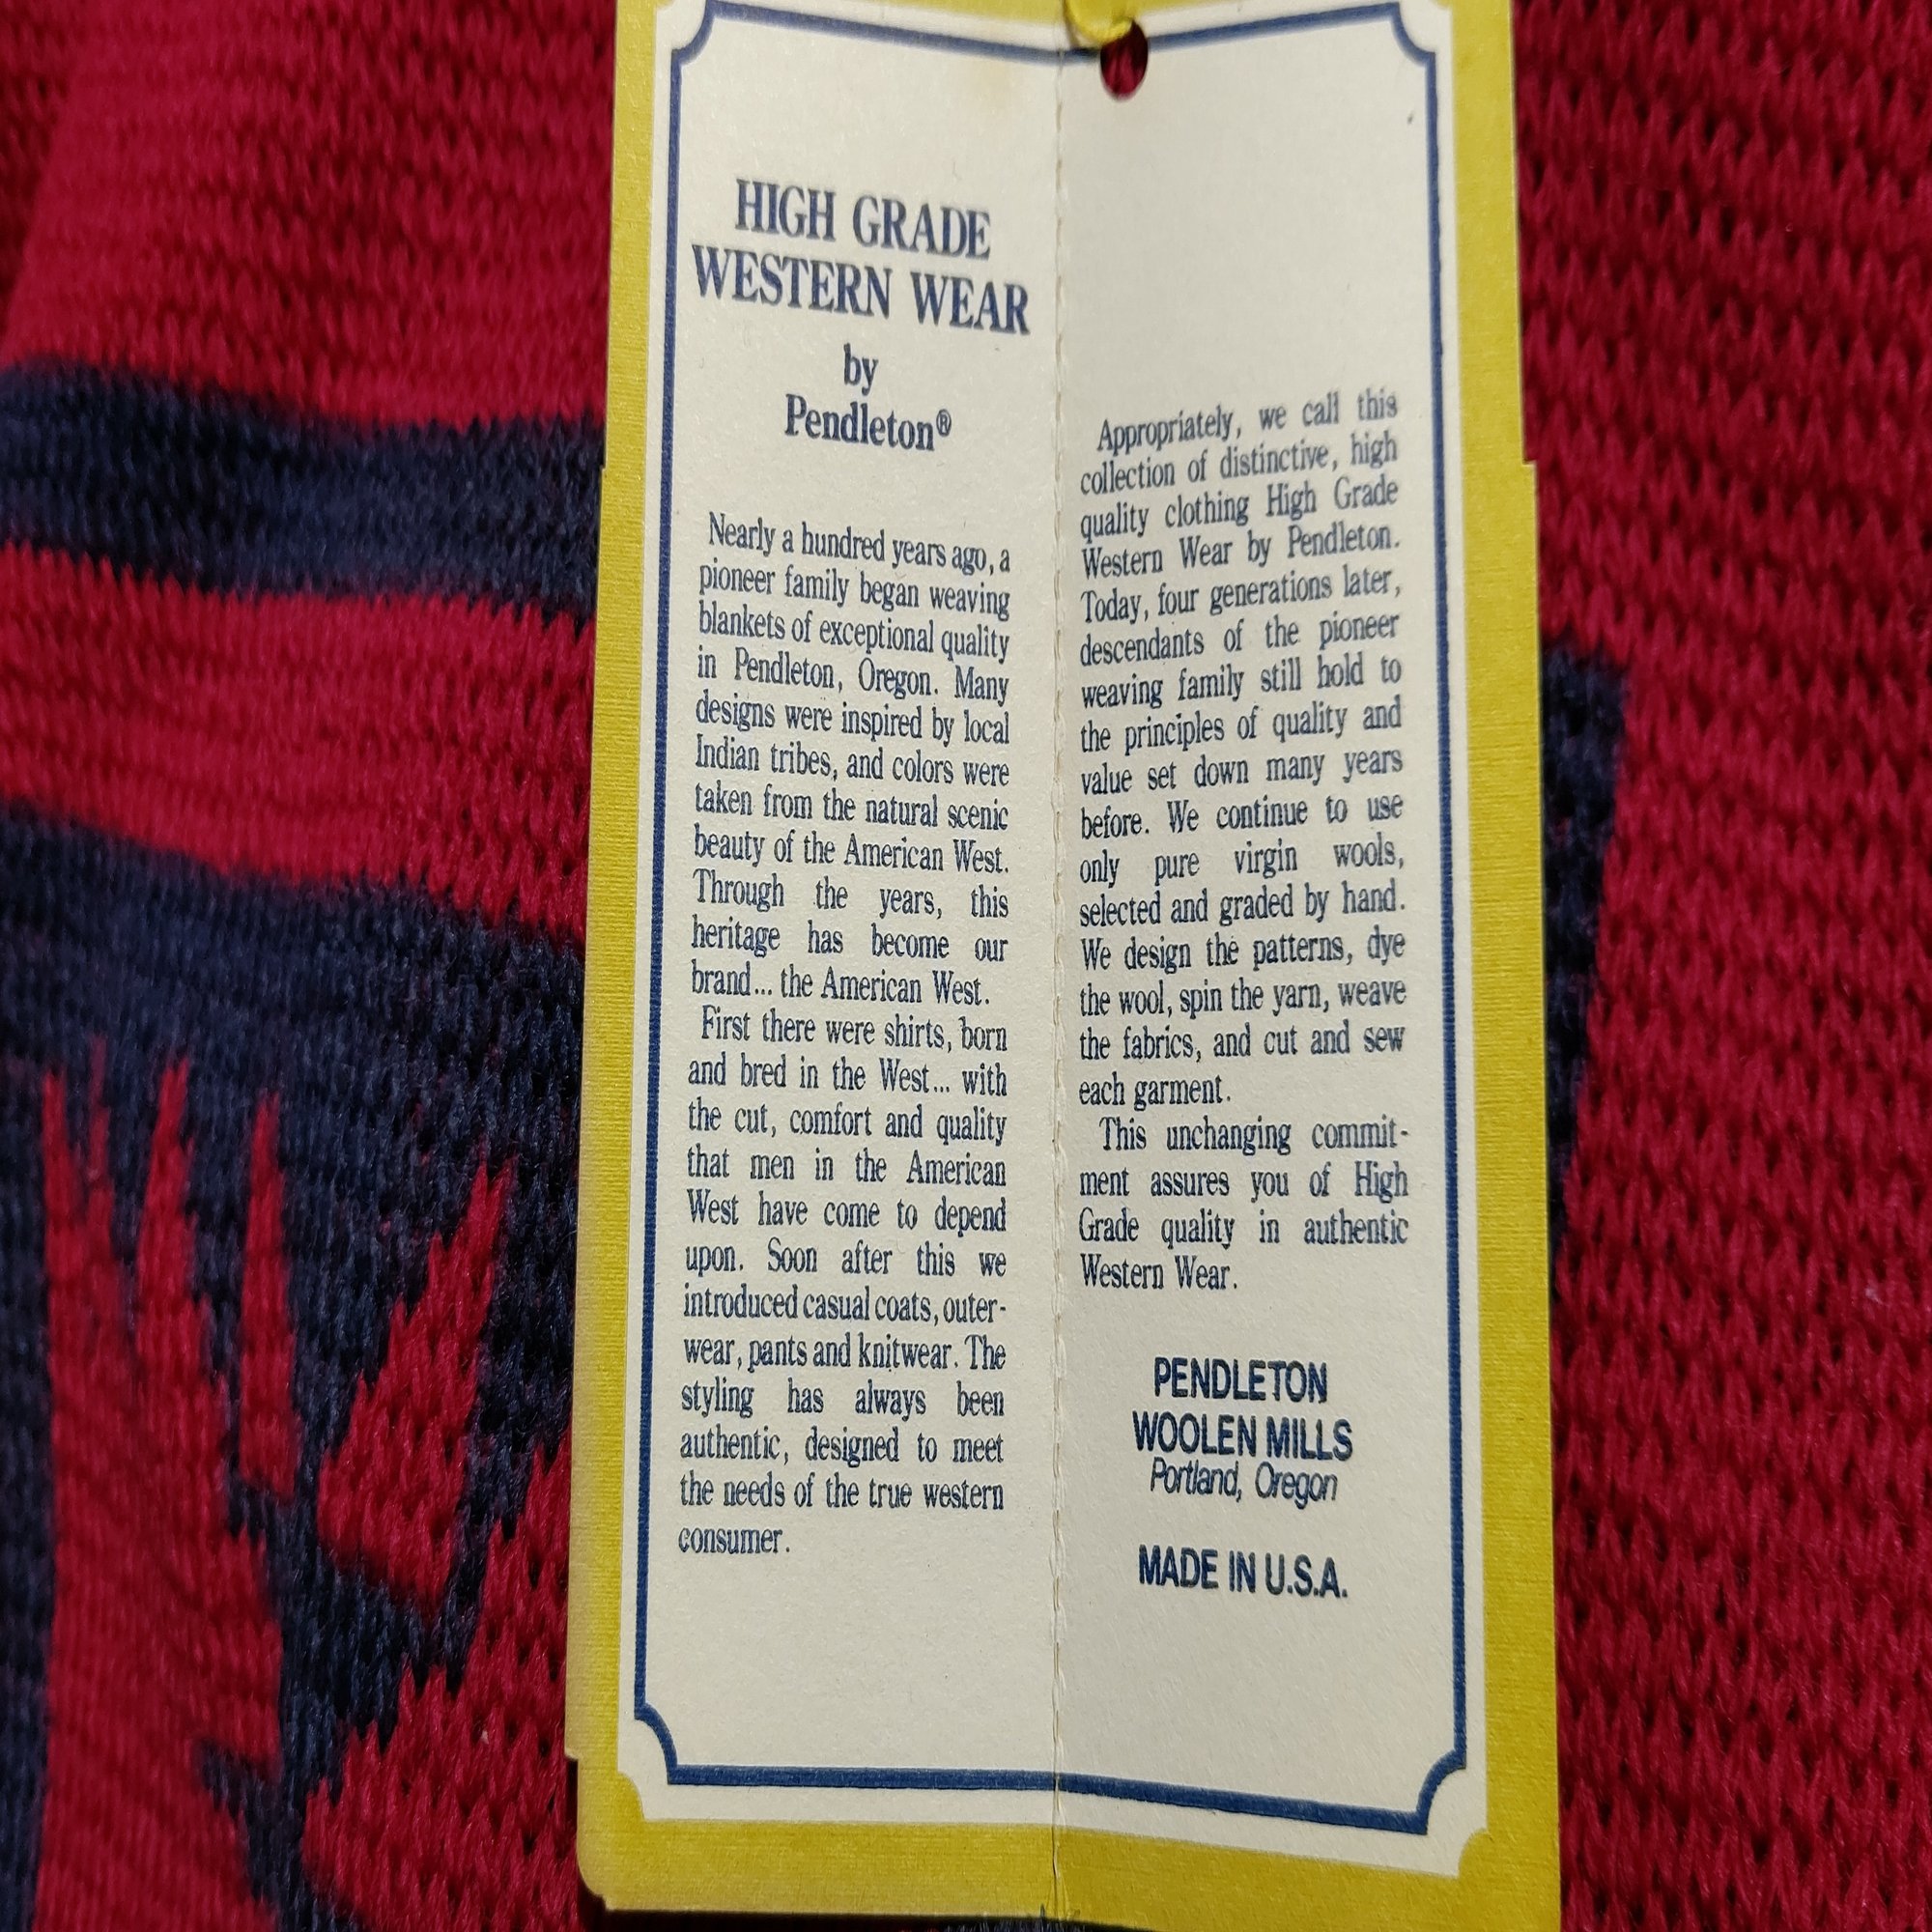 HIGH GRADE
WESTERN WEAR
by
Pendleton®
Nearly a hundred years ago, a
pioneer family began weaving
blankets of exceptional quality
in Pendleton, Oregon. Many
designs were inspired by local
Indian tribes, and colors were
taken from the natural scenic
beauty of the American West.
Through the years, this
heritage has become our
brand... the American West.
First there were shirts, born
and bred in the West... with
the cut, comfort and quality
that men in the American
West have come to depend
upon. Soon after this we
introduced casual coats, outer-
wear, pants and knitwear. The
styling has always been
authentic, designed to meet
the needs of the true western
consumer.
Appropriately, we call this
collection of distinctive, high
quality clothing High Grade
Western Wear by Pendleton.
Today, four generations later,
descendants of the pioneer
weaving family still hold to
the principles of quality and
value set down many years
before. We continue to use
only pure virgin wools,
selected and graded by hand.
We design the patterns, dye
the wool, spin the yarn, weave
the fabrics, and cut and sew
each garment.
This unchanging commit-
ment assures you of High
Grade quality in authentic
Western Wear.
PENDLETON
WOOLEN MILLS
Portland, Oregon
MADE IN U.S.A.